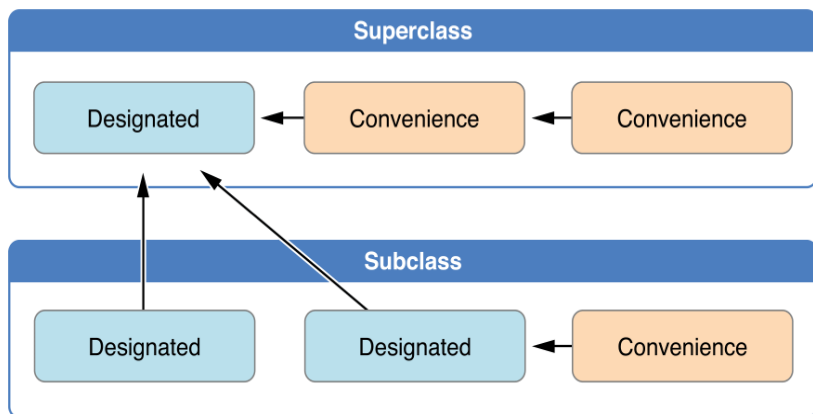 Superclass
Designated
Convenience
Convenience
Subclass
Designated
Designated
Convenience